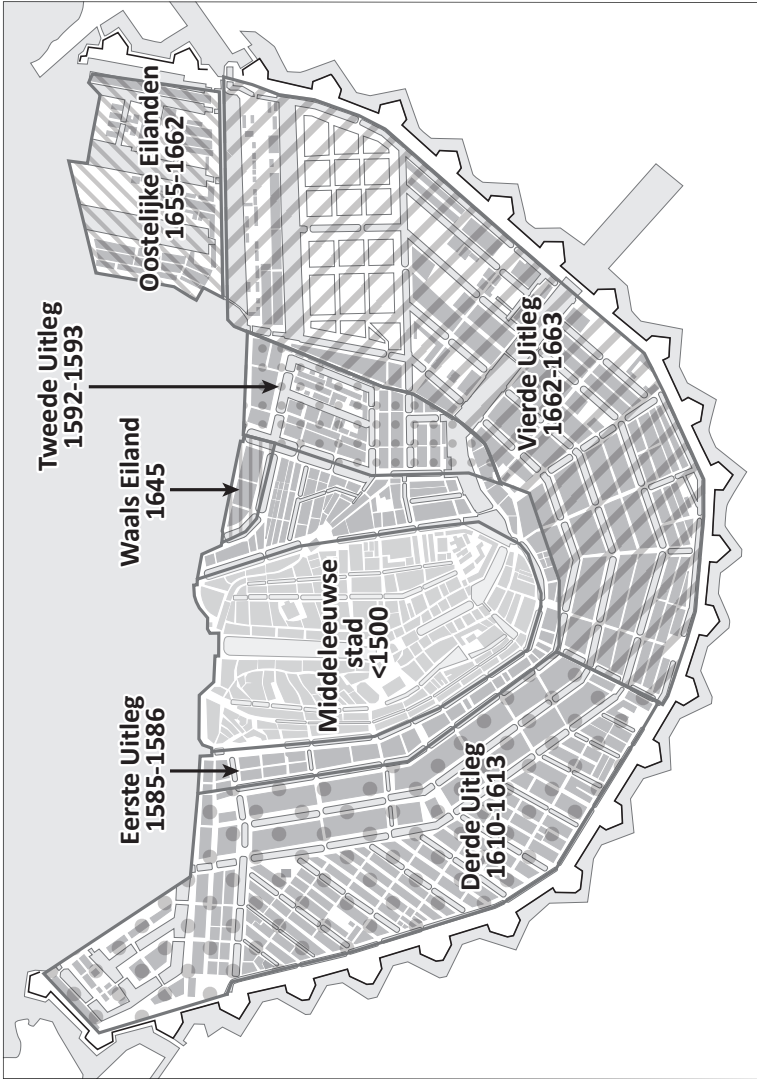 Eerste Uitleg
1585-1586
Waals Eiland
1645
Tweede Uitleg
1592-1593
Oostelijke Eilanden
1655-1662
Middeleeuwse
stad
<1500
Derde Uitleg
1610-1613
Vierde Uitleg
1662-1663